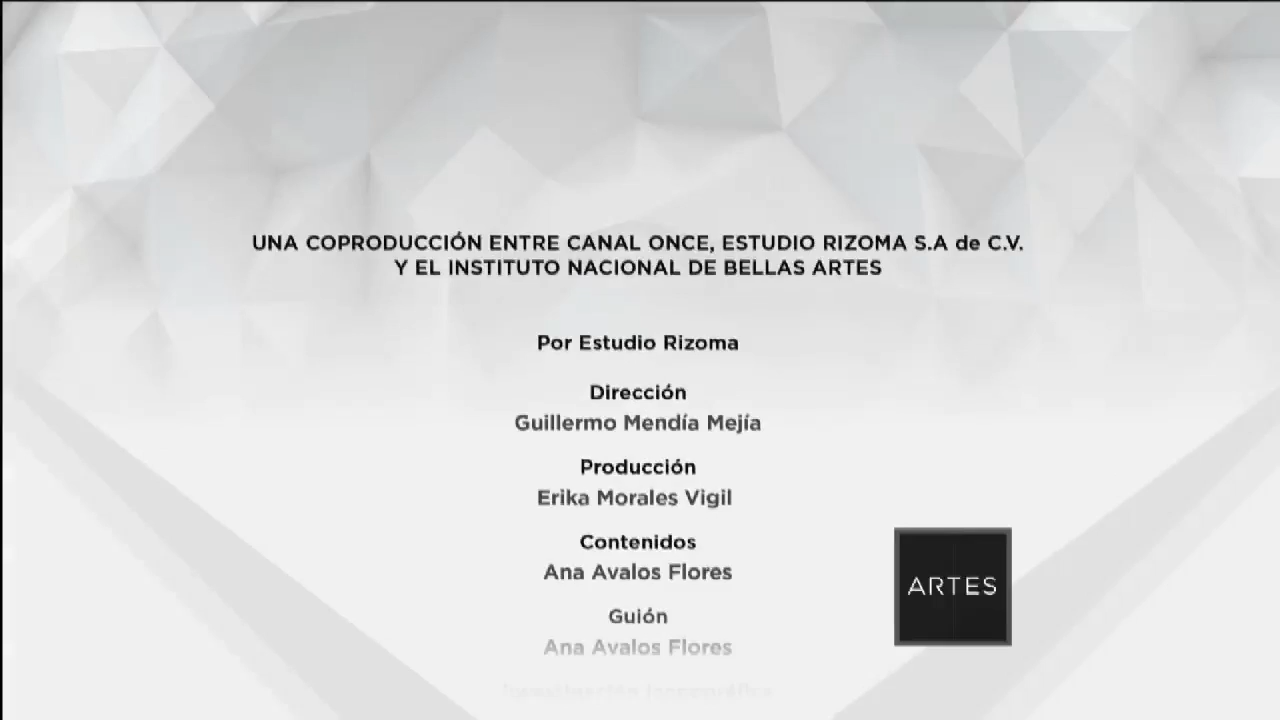 UNA COPRODUCCIÓN ENTRE CANAL ONCE, ESTUDIO RIZOMA S.A de C.V.
Y EL INSTITUTO NACIONAL DE BELLAS ARTES
Por Estudio Rizoma
Dirección
Guillermo Mendía Mejía
Producción
Erika Morales Vigil
Contenidos
Ana Avalos Flores
Guión
Ana Avalos Flores
ARTES